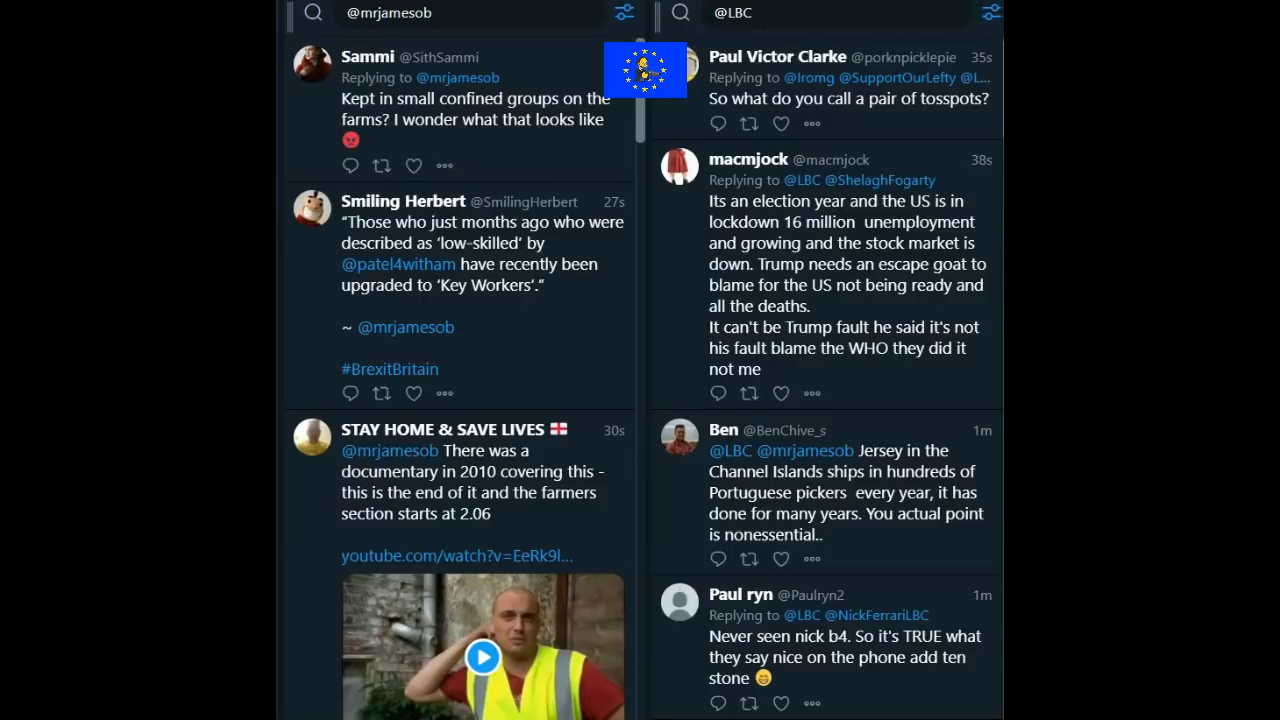 @mrjamesob
Sammi @SithSammi
Replying to @mrjamesob
Kept in small confined groups on the
farms? I wonder what that looks like
😡
Smiling Herbert @SmilingHerbert 27s
“Those who just months ago who were
described as ‘low-skilled’ by
@patel4witham have recently been
upgraded to ‘Key Workers’.”
~ @mrjamesob
#BrexitBritain
STAY HOME & SAVE LIVES 🏴󠁧󠁢󠁥󠁮󠁧󠁿 30s
@mrjamesob There was a
documentary in 2010 covering this -
this is the end of it and the farmers
section starts at 2.06
youtube.com/watch?v=EeRk9l...
@LBC
Paul Victor Clarke @porknpicklepie 35s
Replying to @Iromg @SupportOurLefty @L...
So what do you call a pair of tosspots?
macmjock @macmjock 38s
Replying to @LBC @ShelaghFogarty
Its an election year and the US is in
lockdown 16 million unemployment
and growing and the stock market is
down. Trump needs an escape goat to
blame for the US not being ready and
all the deaths.
It can't be Trump fault he said it's not
his fault blame the WHO they did it
not me
Ben @BenChive_s 1m
@LBC @mrjamesob Jersey in the
Channel Islands ships in hundreds of
Portuguese pickers every year, it has
done for many years. You actual point
is nonessential..
Paul ryn @Paulryn2 1m
Replying to @LBC @NickFerrariLBC
Never seen nick b4. So it's TRUE what
they say nice on the phone add ten
stone 😁